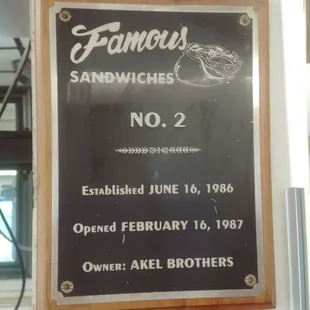 Famous
SANDWICHES
NO. 2
Established JUNE 16, 1986
Opened FEBRUARY 16, 1987
OWNER: AKEL BROTHERS